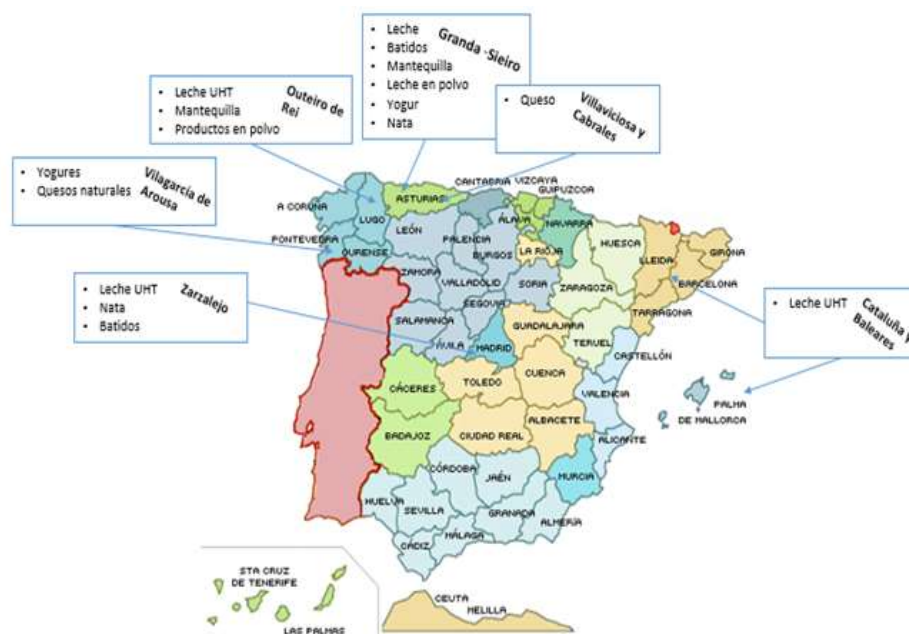 • Leche
• Batidos
• Mantequilla
• Leche en polvo
• Yogur
• Nata
Granda -Sieiro
• Leche UHT
• Mantequilla
• Productos en polvo
Outeiro de
Rei
• Queso
Villaviciosa y
Cabrales
• Yogures
• Quesos naturales
Vilagarcía de
Arousa
• Leche UHT
• Nata
• Batidos
Zarzalejo
• Leche UHT
Cataluña y
Baleares
A CORUÑA
LUGO
PONTEVEDRA
OURENSE
ASTURIAS
CANTABRIA
VIZCAYA
GUIPUZCOA
ÁLAVA
NAVARRA
LEÓN
PALENCIA
BURGOS
LA RIOJA
HUESCA
LLEIDA
GIRONA
BARCELONA
TARRAGONA
ZAMORA
VALLADOLID
SORIA
ZARAGOZA
SEGOVIA
SALAMANCA
ÁVILA
MADRID
GUADALAJARA
TERUEL
CASTELLÓN
CÁCERES
TOLEDO
CUENCA
VALENCIA
PALMA
DE MALLORCA
BADAJOZ
CIUDAD REAL
ALBACETE
ALICANTE
CÓRDOBA
JAÉN
MURCIA
HUELVA
SEVILLA
GRANADA
ALMERÍA
MÁLAGA
CÁDIZ
STA CRUZ
DE TENERIFE
LAS PALMAS
CEUTA
MELILLA